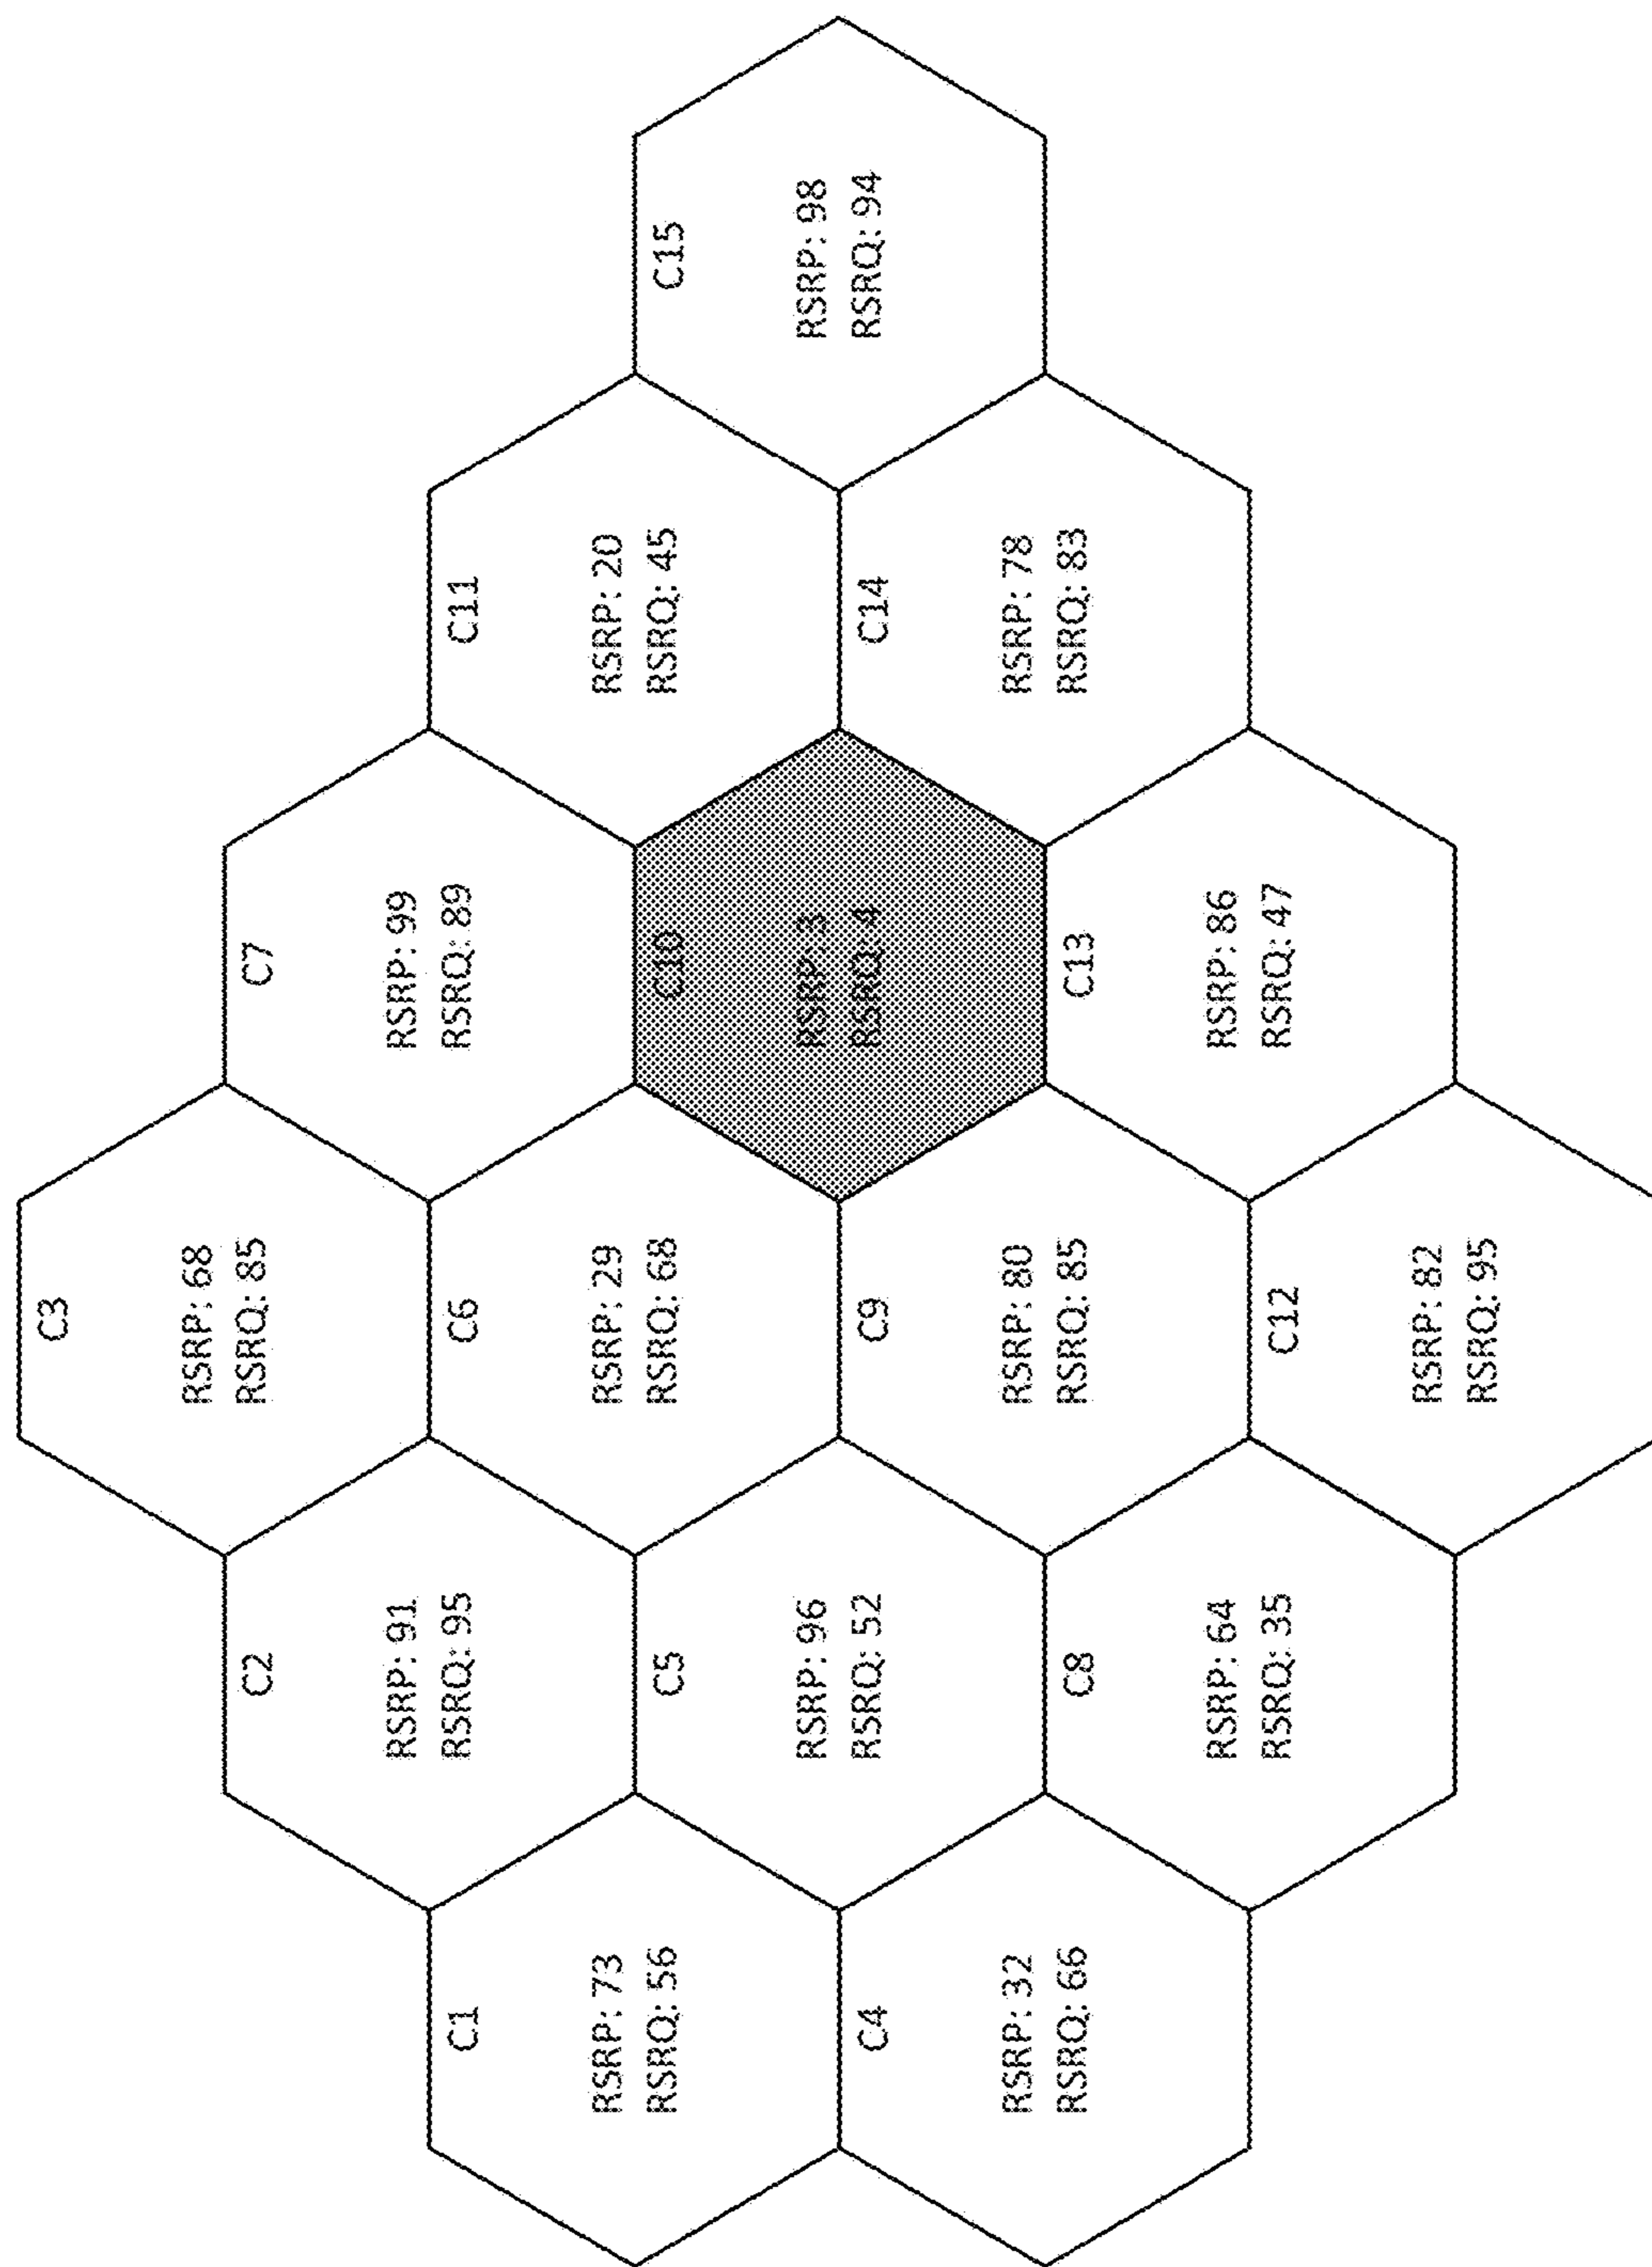 C1
RSRP: 73
RSRQ: 56
C2
RSRP: 91
RSRQ: 95
C3
RSRP: 68
RSRQ: 85
C4
RSRP: 32
RSRQ: 66
C5
RSRP: 96
RSRQ: 52
C6
RSRP: 29
RSRQ: 68
C7
RSRP: 99
RSRQ: 89
C8
RSRP: 64
RSRQ: 35
C9
RSRP: 80
RSRQ: 85
C10
RSRP: 3
RSRQ: 4
C11
RSRP: 20
RSRQ: 45
C12
RSRP: 82
RSRQ: 95
C13
RSRP: 86
RSRQ: 47
C14
RSRP: 78
RSRQ: 83
C15
RSRP: 98
RSRQ: 94